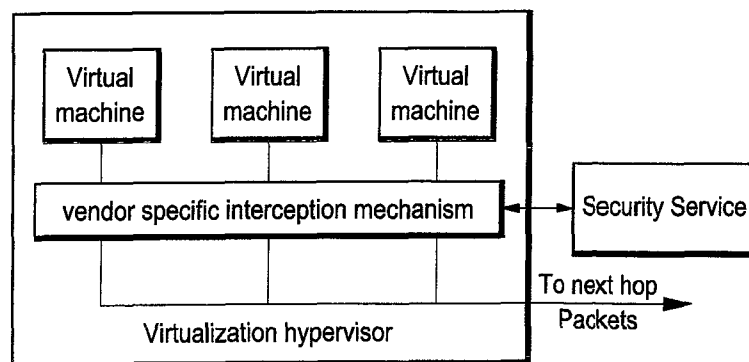 Virtual
machine
Virtual
machine
Virtual
machine
vendor specific interception mechanism
Security Service
To next hop
Packets
Virtualization hypervisor